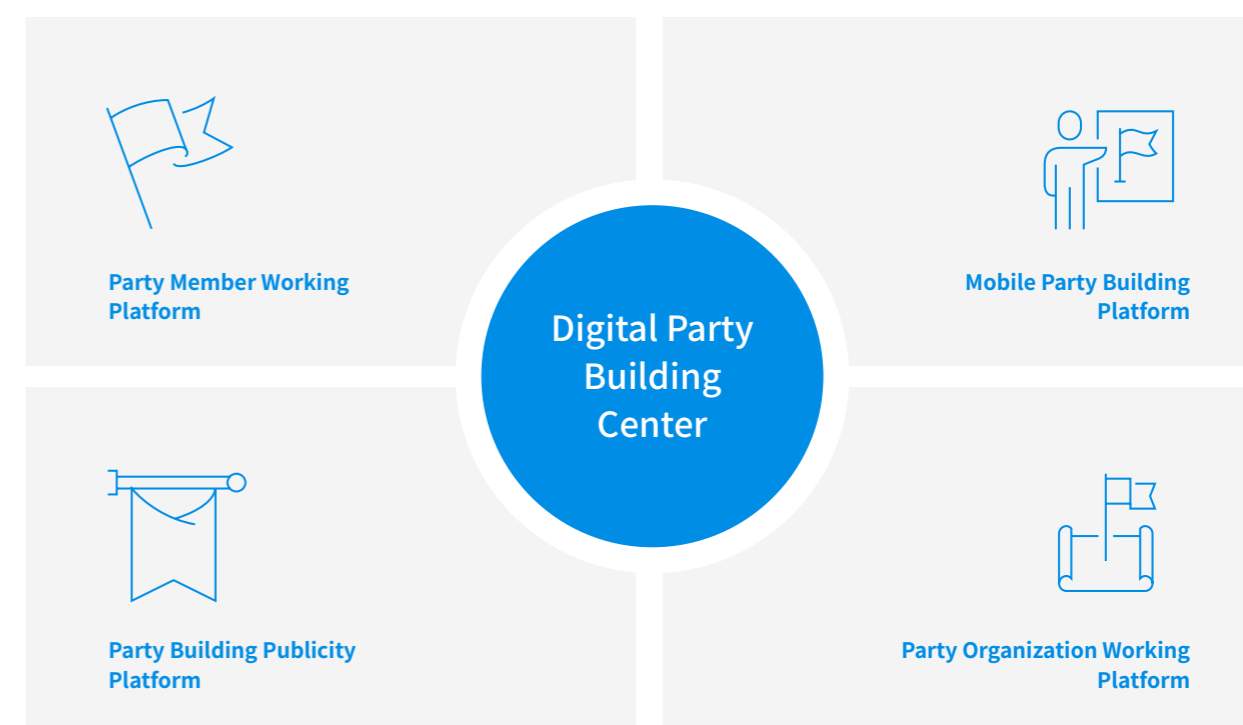 Party Member Working
Platform
Mobile Party Building
Platform
Digital Party
Building
Center
Party Building Publicity
Platform
Party Organization Working
Platform